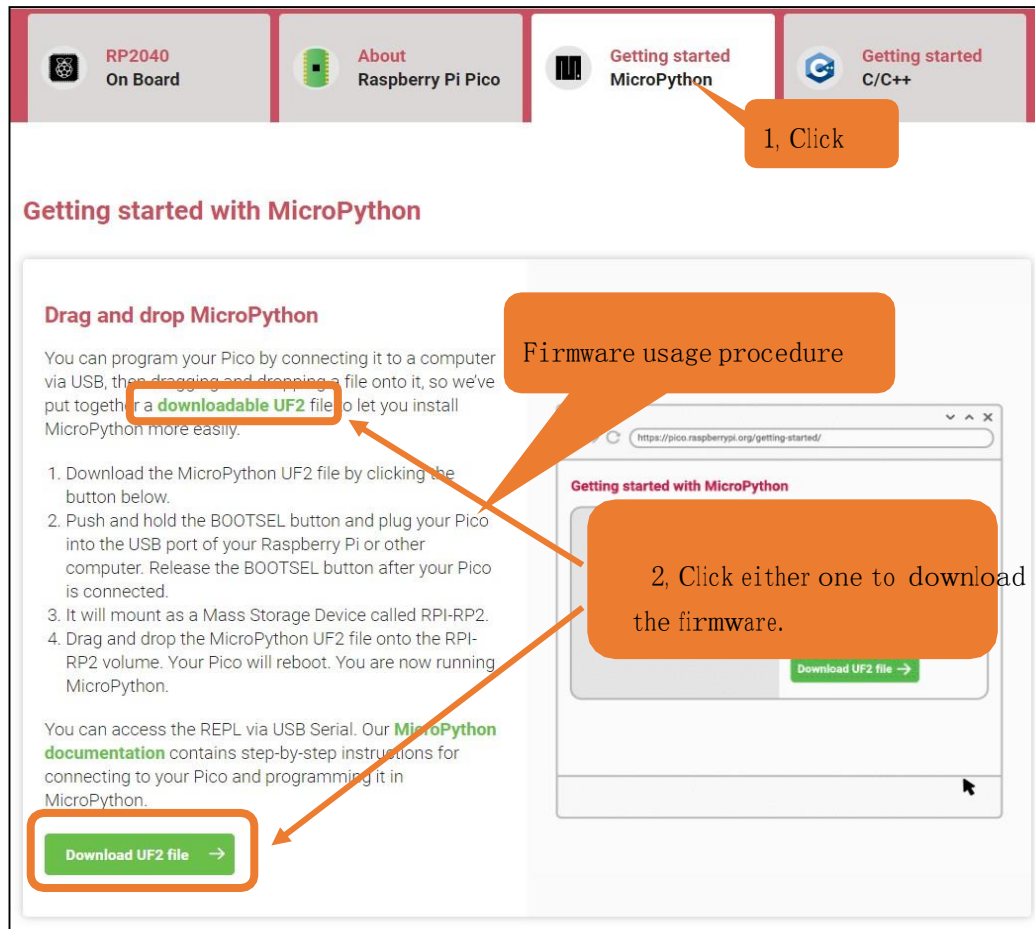 RP2040
On Board
About
Raspberry Pi Pico
Getting started
MicroPython
Getting started
C/C++
1, Click
Getting started with MicroPython
Drag and drop MicroPython
You can program your Pico by connecting it to a computer
via USB, then dragging and dropping a file onto it, so we've
put together a downloadable UF2 file to let you install
MicroPython more easily.
1. Download the MicroPython UF2 file by clicking the
button below.
2. Push and hold the BOOTSEL button and plug your Pico
into the USB port of your Raspberry Pi or other
computer. Release the BOOTSEL button after your Pico
is connected.
3. It will mount as a Mass Storage Device called RPI-RP2.
4. Drag and drop the MicroPython UF2 file onto the RPI-
RP2 volume. Your Pico will reboot. You are now running
MicroPython.
You can access the REPL via USB Serial. Our MicroPython
documentation contains step-by-step instructions for
connecting to your Pico and programming it in
MicroPython.
Download UF2 file →
Firmware usage procedure
https://pico.raspberrypi.org/getting-started/
Getting started with MicroPython
2, Click either one to download
the firmware.
Download UF2 file →